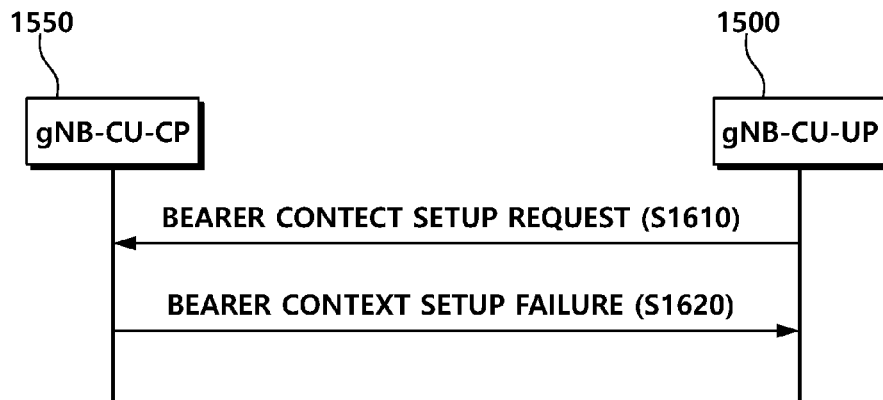 1550
1500
gNB-CU-CP
gNB-CU-UP
BEARER CONTECT SETUP REQUEST (S1610)
BEARER CONTEXT SETUP FAILURE (S1620)